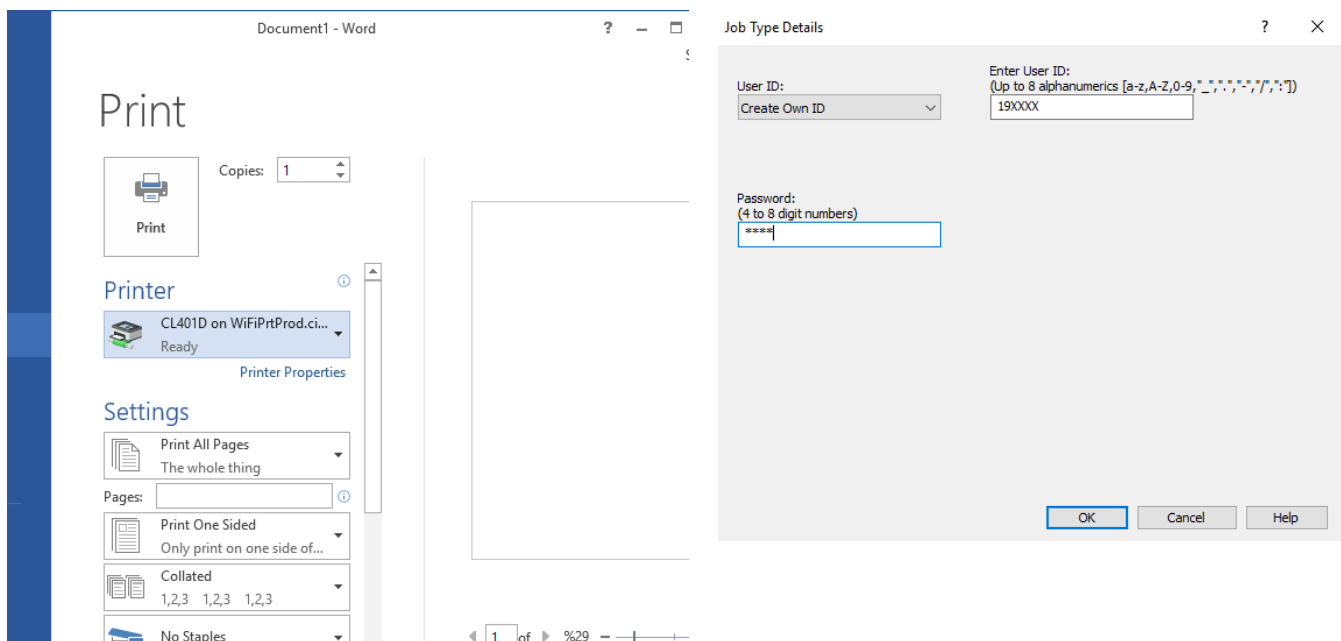 Document1 - Word
?
S
Print
Print
Copies: 1
Printer
CL401D on WiFiPrtProd.ci...
Ready
Printer Properties
Settings
Print All Pages
The whole thing
Pages:
Print One Sided
Only print on one side of...
Collated
1,2,3 1,2,3 1,2,3
No Staples
1 of
%29
Job Type Details
?
User ID:
Create Own ID
Enter User ID:
(Up to 8 alphanumerics [a-z,A-Z,0-9,"_",".","-","/",":"])
19XXXX
Password:
(4 to 8 digit numbers)
****
OK
Cancel
Help